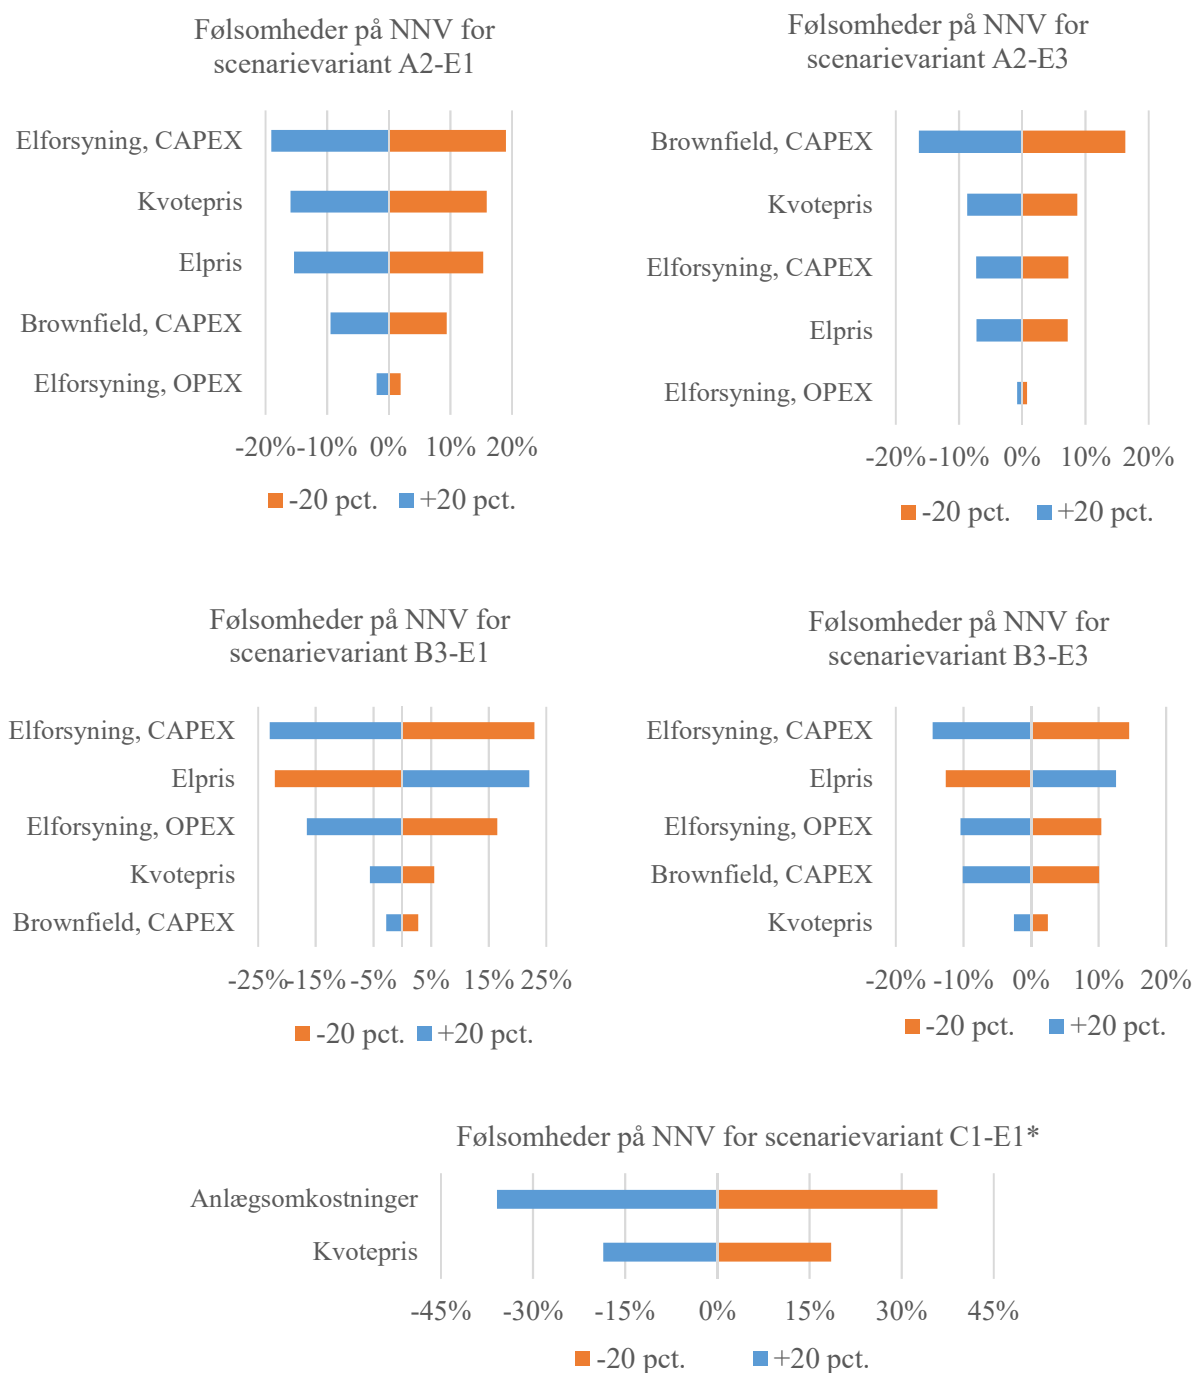 Følsomheder på NNV for
scenarievariant A2-E1
Elforsyning, CAPEX
Kvotepris
Elpris
Brownfield, CAPEX
Elforsyning, OPEX
-20% -10% 0% 10% 20%
-20 pct. +20 pct.
Følsomheder på NNV for
scenarievariant A2-E3
Brownfield, CAPEX
Kvotepris
Elforsyning, CAPEX
Elpris
Elforsyning, OPEX
-20% -10% 0% 10% 20%
-20 pct. +20 pct.
Følsomheder på NNV for
scenarievariant B3-E1
Elforsyning, CAPEX
Elpris
Elforsyning, OPEX
Kvotepris
Brownfield, CAPEX
-25% -15% -5% 5% 15% 25%
-20 pct. +20 pct.
Følsomheder på NNV for
scenarievariant B3-E3
Elforsyning, CAPEX
Elpris
Elforsyning, OPEX
Brownfield, CAPEX
Kvotepris
-20% -10% 0% 10% 20%
-20 pct. +20 pct.
Følsomheder på NNV for scenarievariant C1-E1*
Anlægsomkostninger
Kvotepris
-45% -30% -15% 0% 15% 30% 45%
-20 pct. +20 pct.